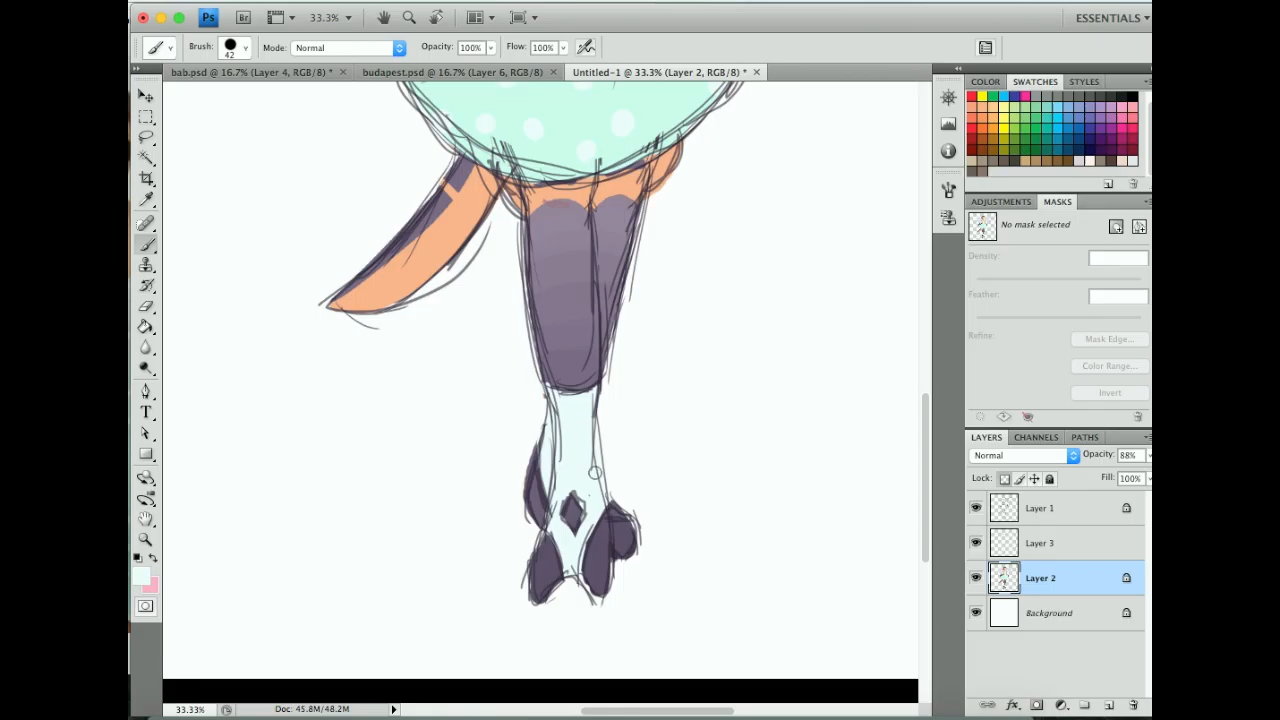 Ps Br 33.3% ESSENTIALS
Brush: 42 Mode: Normal Opacity: 100% Flow: 100%
bab.psd @ 16.7% (Layer 4, RGB/8) * budapest.psd @ 16.7% (Layer 6, RGB/8) Untitled-1 @ 33.3% (Layer 2, RGB/8) *
COLOR SWATCHES STYLES
ADJUSTMENTS MASKS
No mask selected
Density:
Feather:
Refine: Mask Edge...
Color Range...
Invert
LAYERS CHANNELS PATHS
Normal Opacity: 88%
Lock: Fill: 100%
Layer 1
Layer 3
Layer 2
Background
T
33.33% Doc: 45.8M/48.2M fx